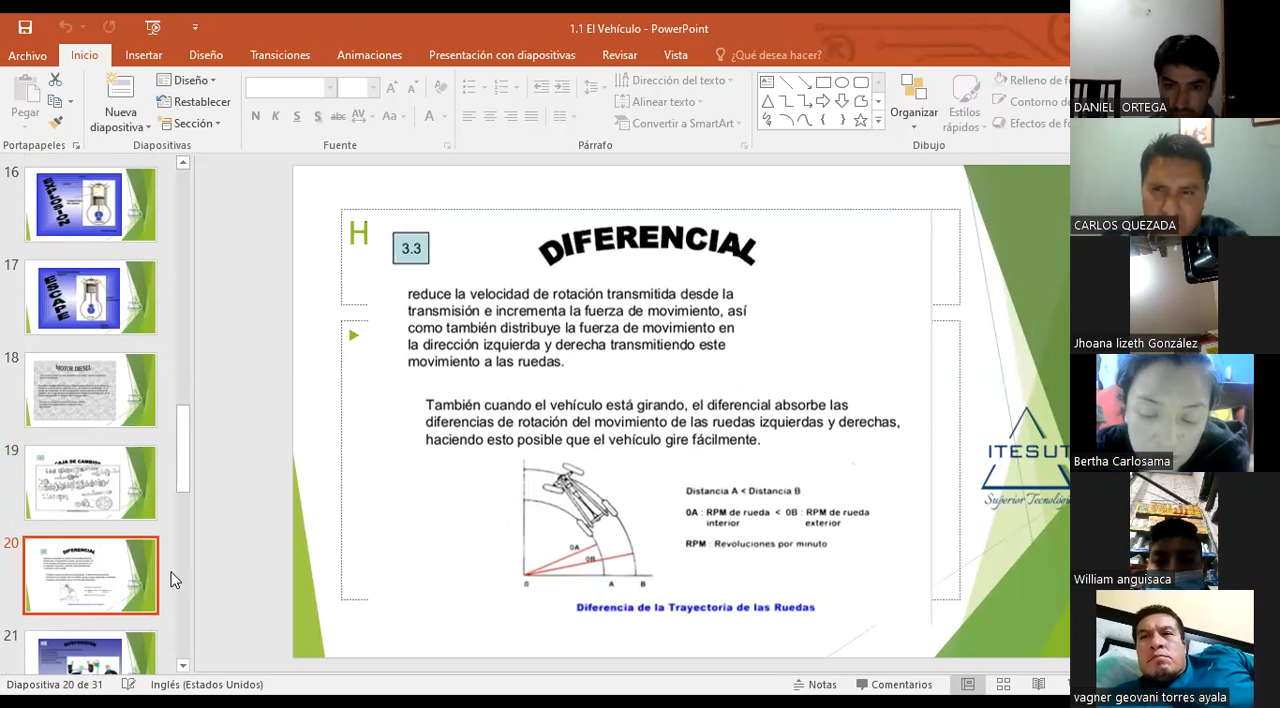 1.1 El Vehículo - PowerPoint
Archivo Inicio Insertar Diseño Transiciones Animaciones Presentación con diapositivas Revisar Vista ¿Qué desea hacer?
Pegar
Nueva diapositiva
Diseño
Restablecer
Sección
N K S S abc AV Aa A
Dirección del texto
Alinear texto
Convertir a SmartArt
Organizar
Estilos rápidos
Relleno de f
Contorno de
Efectos de fo
Portapapeles Diapositivas Fuente Párrafo Dibujo
16
17
18
MOTOR DIESEL
19
20
DIFERENCIAL
21
H
3.3
DIFERENCIAL
reduce la velocidad de rotación transmitida desde la
transmisión e incrementa la fuerza de movimiento, así
como también distribuye la fuerza de movimiento en
la dirección izquierda y derecha transmitiendo este
movimiento a las ruedas.
También cuando el vehículo está girando, el diferencial absorbe las
diferencias de rotación del movimiento de las ruedas izquierdas y derechas,
haciendo esto posible que el vehículo gire fácilmente.
0A
0B
0 A B
Distancia A < Distancia B
0A : RPM de rueda < 0B : RPM de rueda
interior exterior
RPM : Revoluciones por minuto
Diferencia de la Trayectoria de las Ruedas
ITESUT
Superior Tecnológ
Diapositiva 20 de 31 Inglés (Estados Unidos) Notas Comentarios
DANIEL ORTEGA
CARLOS QUEZADA
Jhoana lizeth González
Bertha Carlosama
William anguisaca
vagner geovani torres ayala